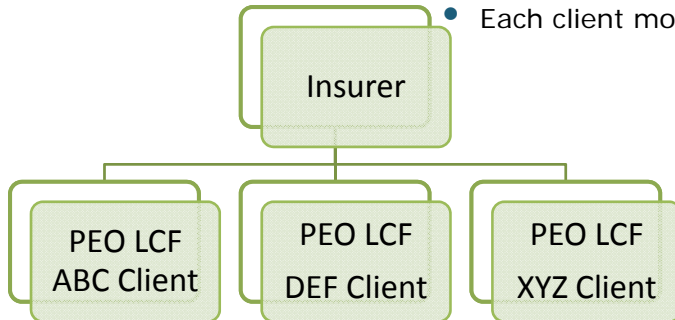 • Each client mo
Insurer
PEO LCF
ABC Client
PEO LCF
DEF Client
PEO LCF
XYZ Client